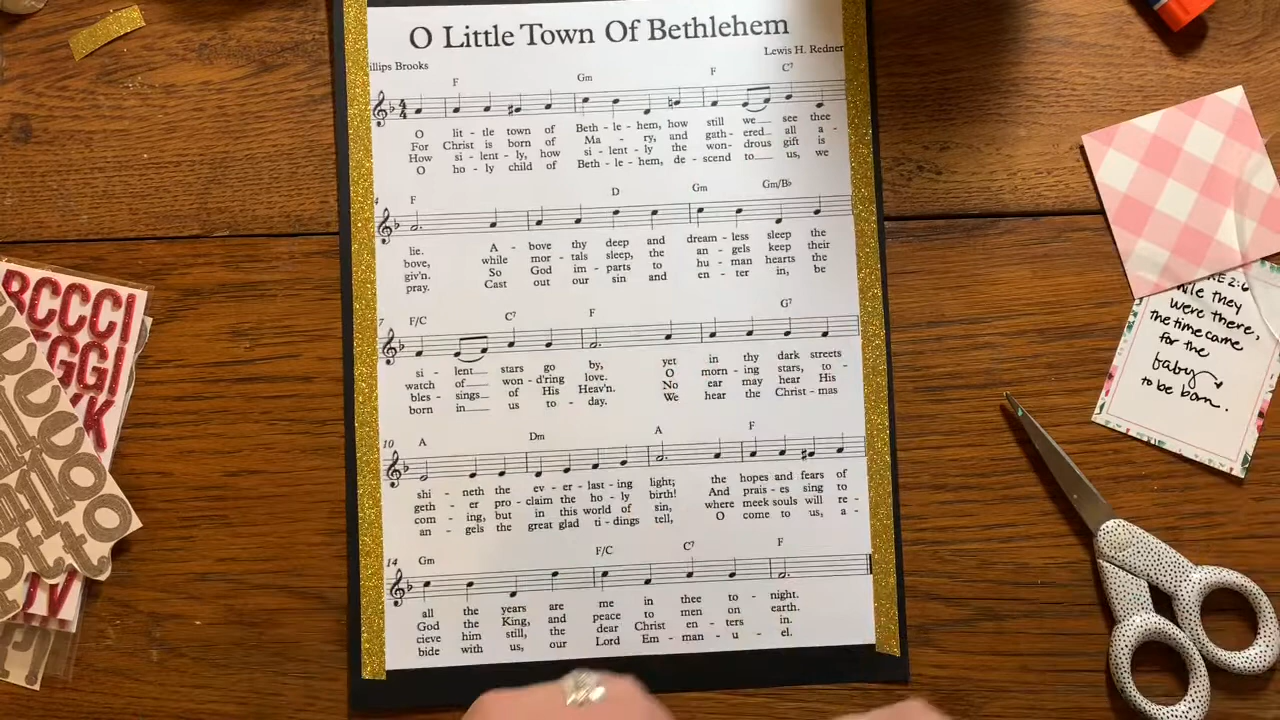 O Little Town Of Bethlehem
illips Brooks
Lewis H. Redner
F Gm F C7
O lit - tle town of Beth - le - hem, how still we see thee
For Christ is born of Ma - ry, and gath - ered all a -
How si - lent - ly, how si - lent - ly the won - drous gift is
O ho - ly child of Beth - le - hem, de - scend to us, we
4
F D Gm Gm/B♭
lie. A - bove thy deep and dream - less sleep the
bove, while mor - tals sleep, the an - gels keep their
giv'n. So God im - parts to hu - man hearts the
pray. Cast out our sin and en - ter in, be
7
F/C C7 F G7
si - lent stars go by, yet in thy dark streets
watch of won - d'ring love. O morn - ing stars, to -
bles - sings of His Heav'n. No ear may hear His
born in us to - day. We hear the Christ - mas
10
A Dm A F
shi - neth the ev - er - last - ing light; the hopes and fears of
geth - er pro - claim the ho - ly birth! And prais - es sing to
com - ing, but in this world of sin, where meek souls will re -
an - gels the great glad ti - dings tell, O come to us, a -
14
Gm F/C C7 F
all the years are me in thee to - night.
God the King, and peace to men on earth.
cieve him still, the dear Christ en - ters in.
bide with us, our Lord Em - man - u - el.
they
were there,
the time came
for the
baby
to be born.
BCCCI
GGI